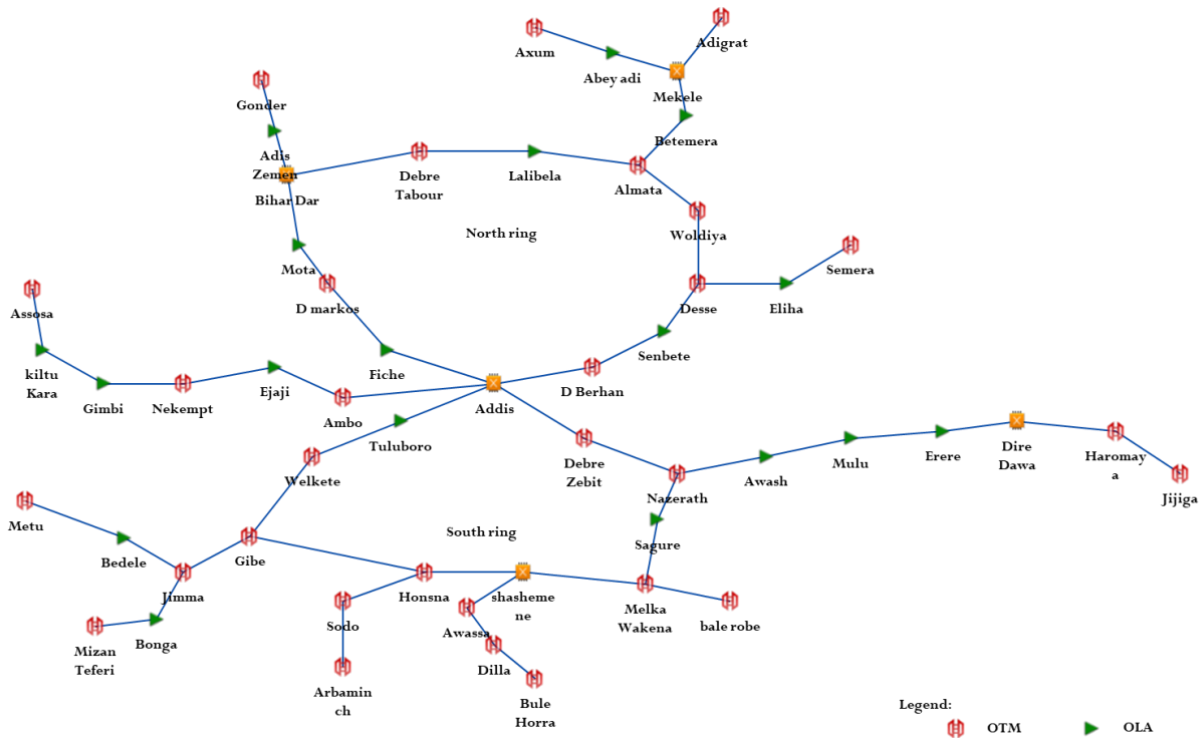 Axum
Adigrat
Abey adi
Mekele
Gonder
Betemera
Adis
Zemen
Debre
Tabour
Lalibela
Almata
Bihar Dar
North ring
Woldiya
Mota
Semera
D markos
Desse
Eliha
Assosa
Senbete
kiltu
Kara
Fiche
Gimbi
Nekempt
Ejaji
Ambo
Addis
D Berhan
Tuluboro
Debre
Zebit
Mulu
Erere
Dire
Dawa
Haromay
a
Welkete
Nazerath
Awash
Jijiga
Metu
South ring
Sagure
Bedele
Gibe
Jimma
Honsna
shasheme
ne
Melka
Wakena
bale robe
Sodo
Awassa
Mizan
Teferi
Bonga
Dilla
Arbamin
ch
Bule
Horra
Legend:
OTM
OLA